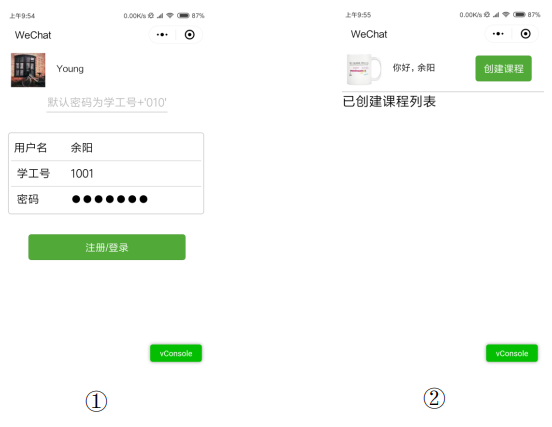 上午9:54 0.00K/s 87%
WeChat
Young
默认密码为学工号+'010'
用户名 余阳
学工号 1001
密码 ●●●●●●●
注册/登录
vConsole
①
上午9:55 0.00K/s 87%
WeChat
你好，余阳
创建课程
已创建课程列表
vConsole
②